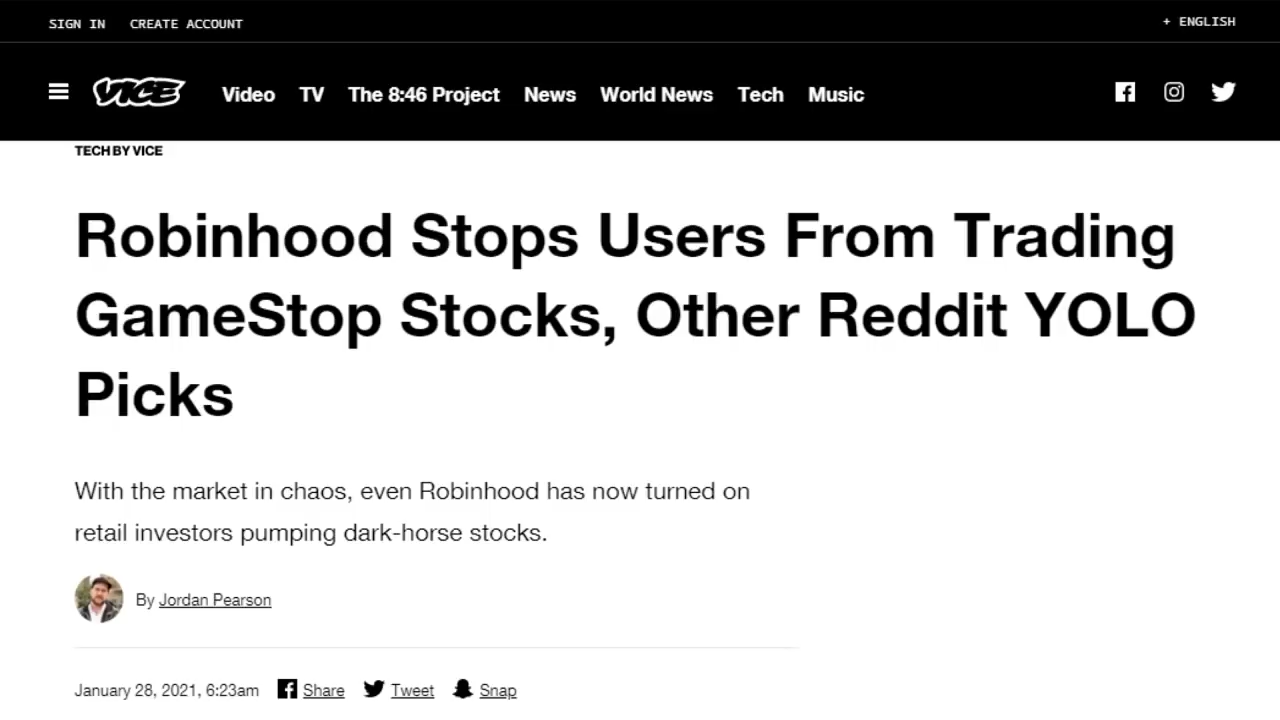 SIGN IN CREATE ACCOUNT + ENGLISH
VICE Video TV The 8:46 Project News World News Tech Music
TECH BY VICE
Robinhood Stops Users From Trading
GameStop Stocks, Other Reddit YOLO
Picks
With the market in chaos, even Robinhood has now turned on
retail investors pumping dark-horse stocks.
By Jordan Pearson
January 28, 2021, 6:23am Share Tweet Snap